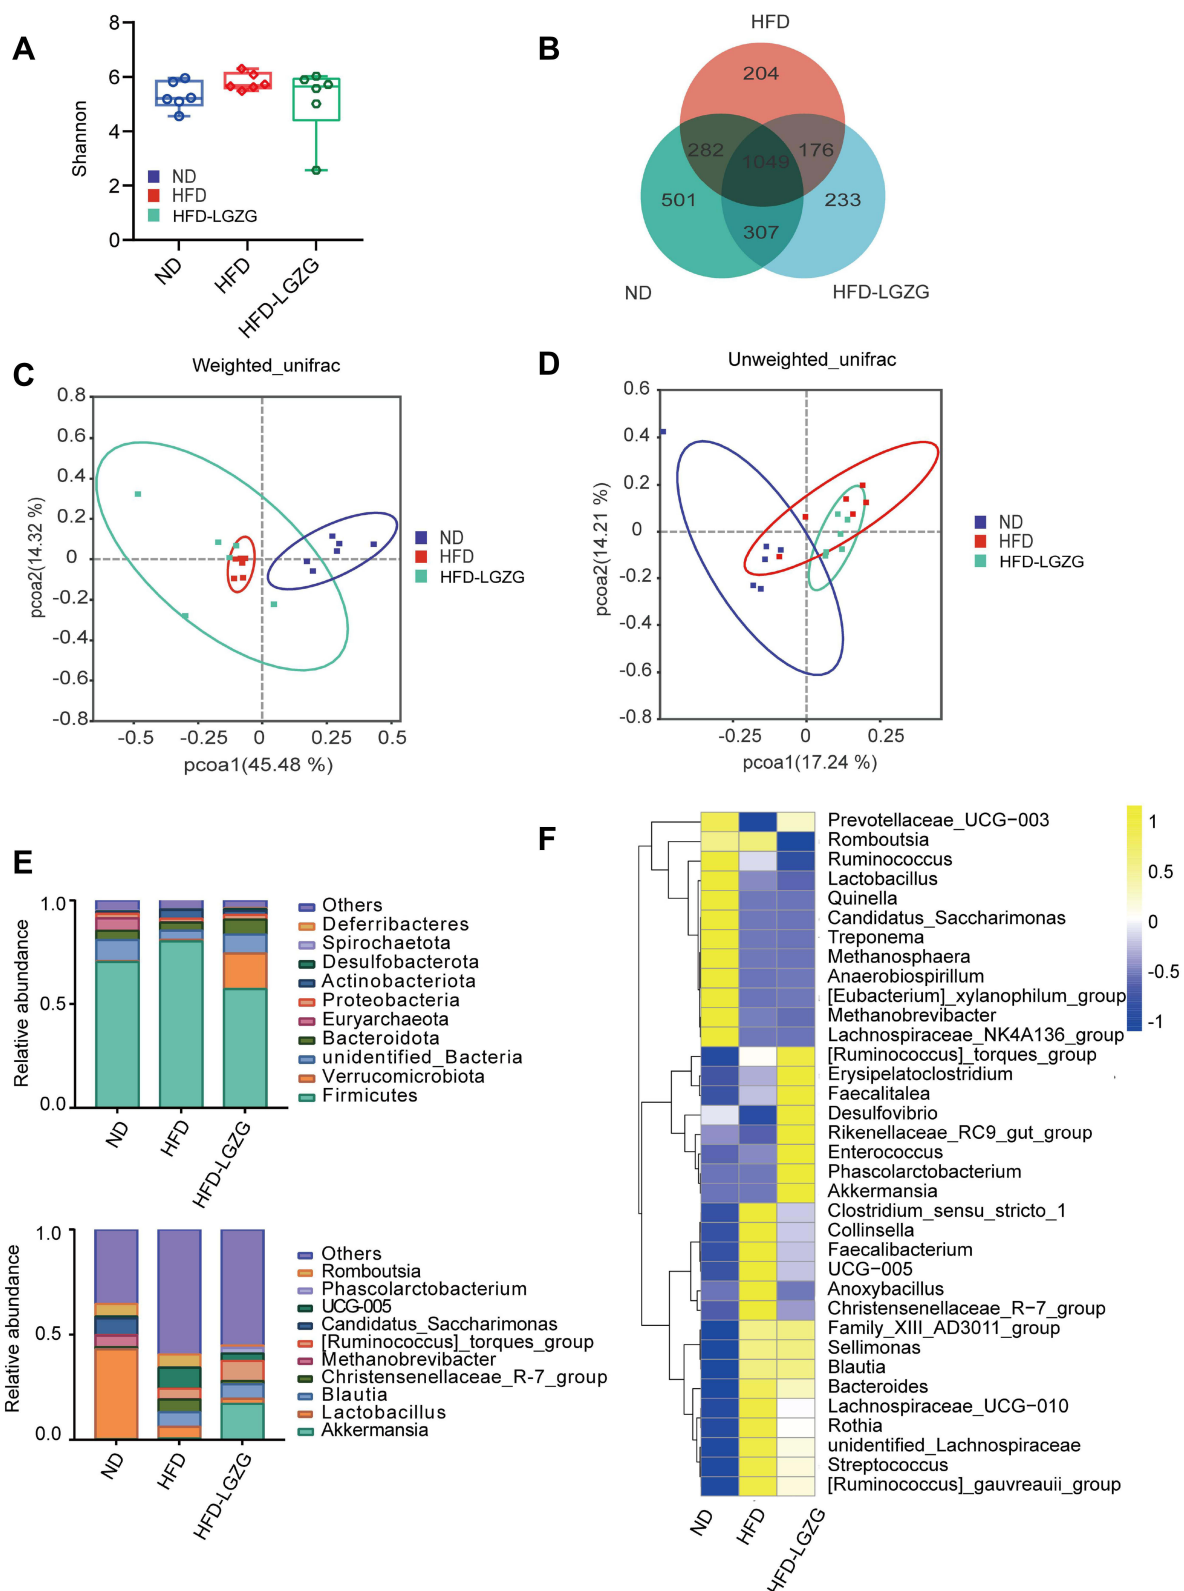 A
8
6
4
2
0
Shannon
ND
HFD
HFD-LGZG
ND
HFD
HFD-LGZG
B
HFD
204
282
1049
176
501
307
233
ND
HFD-LGZG
C
Weighted_unifrac
0.8
0.6
0.4
0.2
0
-0.2
-0.4
-0.6
-0.8
pcoa2(14.32 %)
-0.5
-0.25
0
0.25
0.5
pcoa1(45.48 %)
ND
HFD
HFD-LGZG
D
Unweighted_unifrac
0.6
0.4
0.2
0
-0.2
-0.4
-0.6
-0.8
pcoa2(14.21 %)
-0.25
0
0.25
pcoa1(17.24 %)
ND
HFD
HFD-LGZG
E
1.0
0.5
0.0
Relative abundance
ND
HFD
HFD-LGZG
Others
Deferribacteres
Spirochaetota
Desulfobacterota
Actinobacteriota
Proteobacteria
Euryarchaeota
Bacteroidota
unidentified_Bacteria
Verrucomicrobiota
Firmicutes
1.0
0.5
0.0
Relative abundance
ND
HFD
HFD-LGZG
Others
Romboutsia
Phascolarctobacterium
UCG-005
Candidatus_Saccharimonas
[Ruminococcus]_torques_group
Methanobrevibacter
Christensenellaceae_R-7_group
Blautia
Lactobacillus
Akkermansia
F
Prevotellaceae_UCG−003
Romboutsia
Ruminococcus
Lactobacillus
Quinella
Candidatus_Saccharimonas
Treponema
Methanosphaera
Anaerobiospirillum
[Eubacterium]_xylanophilum_group
Methanobrevibacter
Lachnospiraceae_NK4A136_group
[Ruminococcus]_torques_group
Erysipelatoclostridium
Faecalitalea
Desulfovibrio
Rikenellaceae_RC9_gut_group
Enterococcus
Phascolarctobacterium
Akkermansia
Clostridium_sensu_stricto_1
Collinsella
Faecalibacterium
UCG−005
Anoxybacillus
Christensenellaceae_R−7_group
Family_XIII_AD3011_group
Sellimonas
Blautia
Bacteroides
Lachnospiraceae_UCG−010
Rothia
unidentified_Lachnospiraceae
Streptococcus
[Ruminococcus]_gauvreauii_group
ND
HFD
HFD-LGZG
1
0.5
0
-0.5
-1